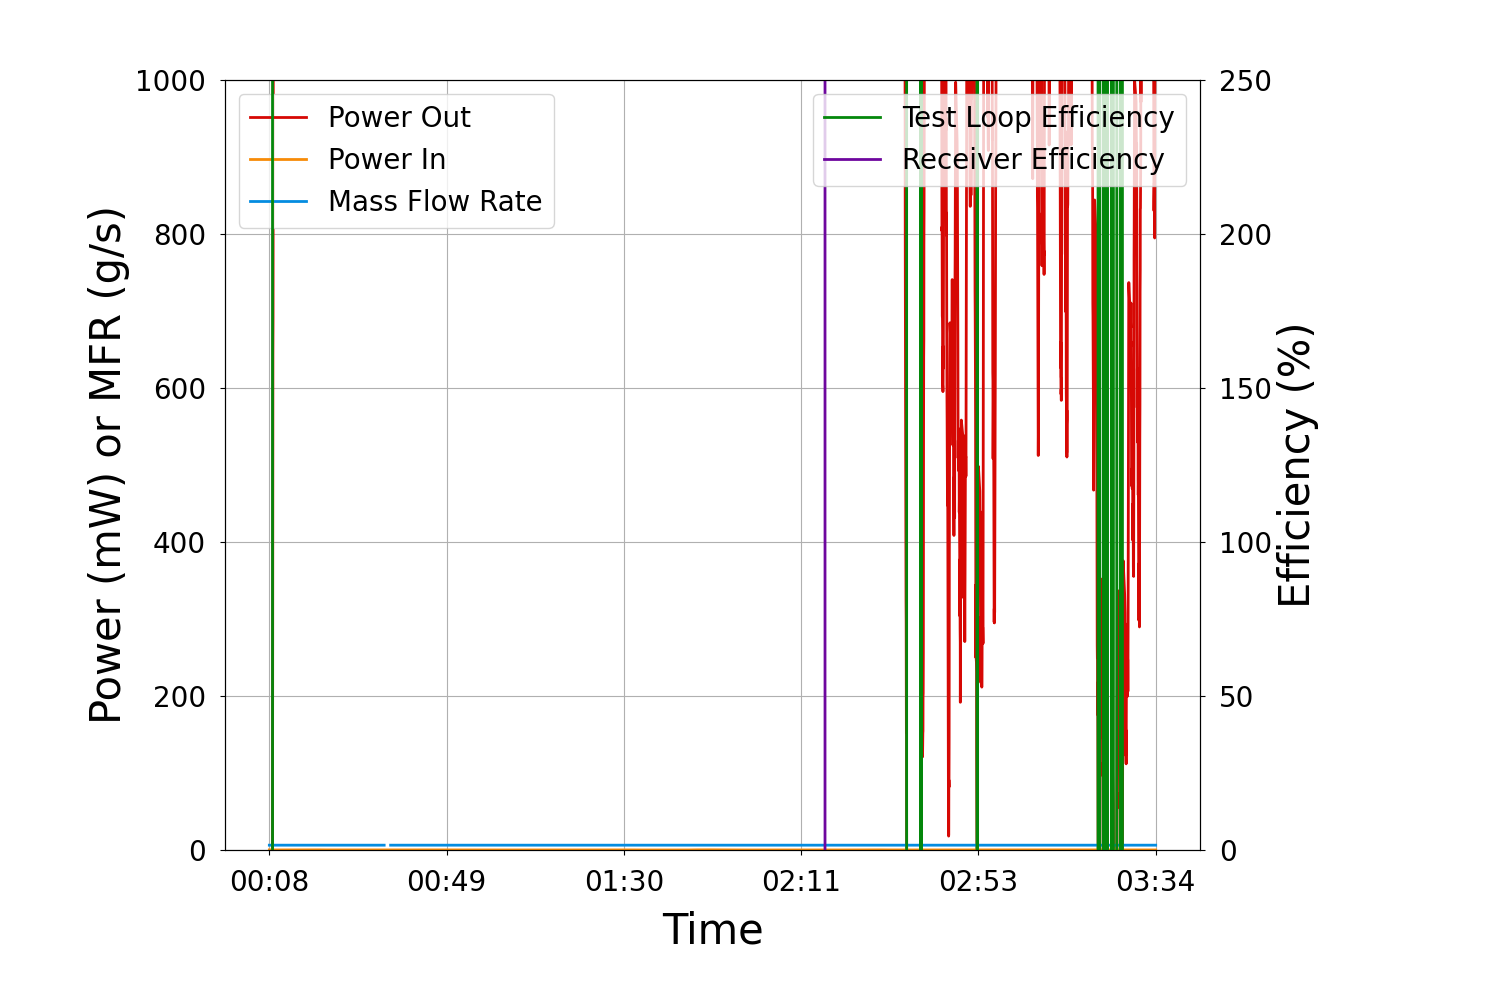 1000
800
600
400
200
0
Power (mW) or MFR (g/s)
Power Out
Power In
Mass Flow Rate
Test Loop Efficiency
Receiver Efficiency
250
200
150
100
50
0
Efficiency (%)
00:08 00:49 01:30 02:11 02:53 03:34
Time